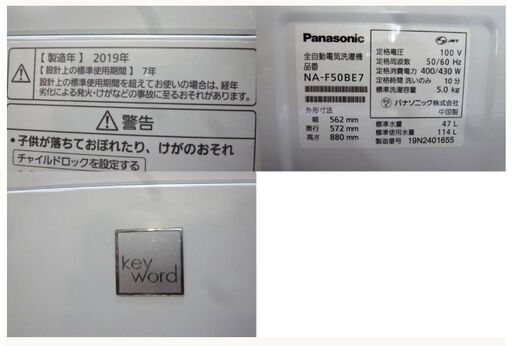 【製造年】2019年
【設計上の標準使用期間】7年
設計上の標準使用期間を超えてお使いの場合は、経年
劣化による発火・けがなどの事故に至るおそれがあります。
警告
・子供が落ちておぼれたり、けがのおそれ
チャイルドロックを設定する
Panasonic
JET
全自動電気洗濯機
品番
NA-F50BE7
外形寸法
幅 562 mm
奥行 572 mm
高さ 880 mm
定格電圧 100 V
定格周波数 50/60 Hz
定格消費電力 400/430 W
定格時間 洗いのみ 10 分
標準洗濯容量 5.0 kg
パナソニック株式会社
中国製
標準水量 47 L
標準使用水量 114 L
製造番号 19N2401655
key
word